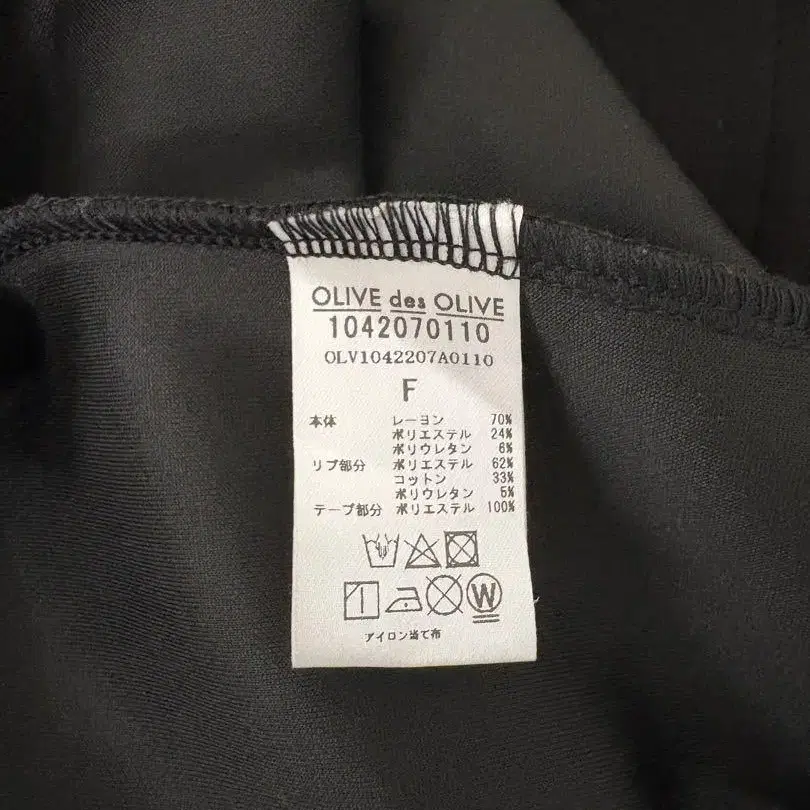 OLIVE des OLIVE
1042070110
OLV1042207A0110
F
本体 レーヨン 70%
ポリエステル 24%
ポリウレタン 6%
リブ部分 ポリエステル 62%
コットン 33%
ポリウレタン 5%
テープ部分 ポリエステル 100%
W
アイロン当て布